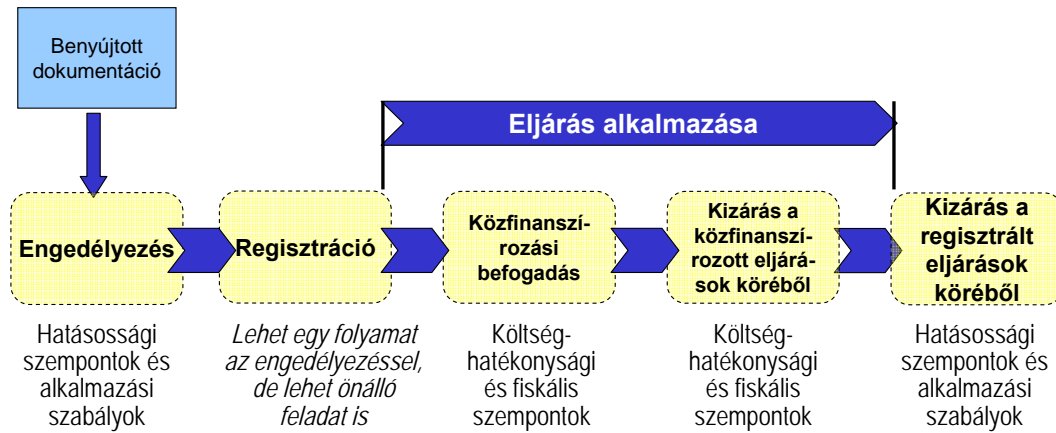 Benyújtott
dokumentáció
Eljárás alkalmazása
Engedélyezés
Regisztráció
Közfinanszí-
rozási
befogadás
Kizárás a
közfinanszí-
rozott eljárá-
sok köréből
Kizárás a
regisztrált
eljárások
köréből
Hatásossági
szempontok és
alkalmazási
szabályok
Lehet egy folyamat
az engedélyezéssel,
de lehet önálló
feladat is
Költség-
hatékonysági
és fiskális
szempontok
Költség-
hatékonysági
és fiskális
szempontok
Hatásossági
szempontok és
alkalmazási
szabályok